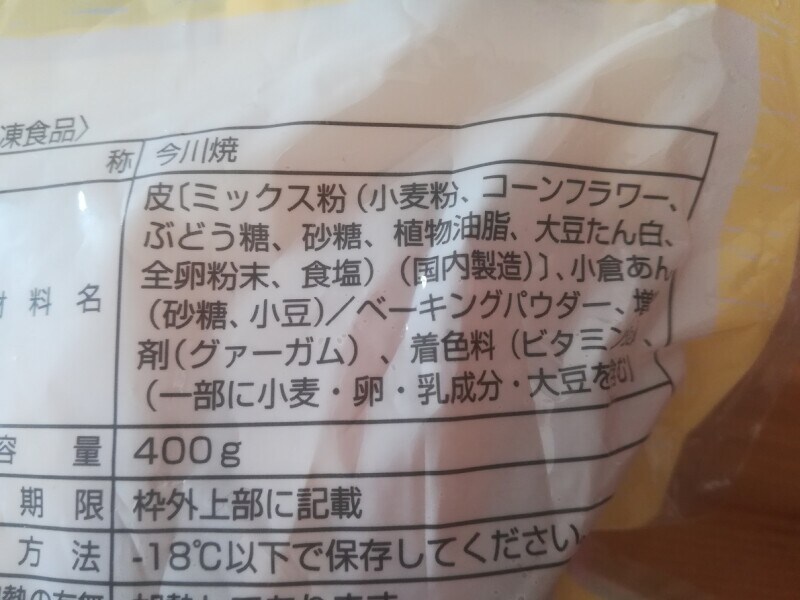 凍食品〉
称 今川焼
皮〔ミックス粉(小麦粉、コーンフラワー、
ぶどう糖、砂糖、植物油脂、大豆たん白、
全卵粉末、食塩)(国内製造)〕、小倉あん
材料名 (砂糖、小豆)/ベーキングパウダー、増
剤(グァーガム)、着色料(ビタミン
(一部に小麦・卵・乳成分・大豆を含む)
容量 400g
期限 枠外上部に記載
方法 -18℃以下で保存してください